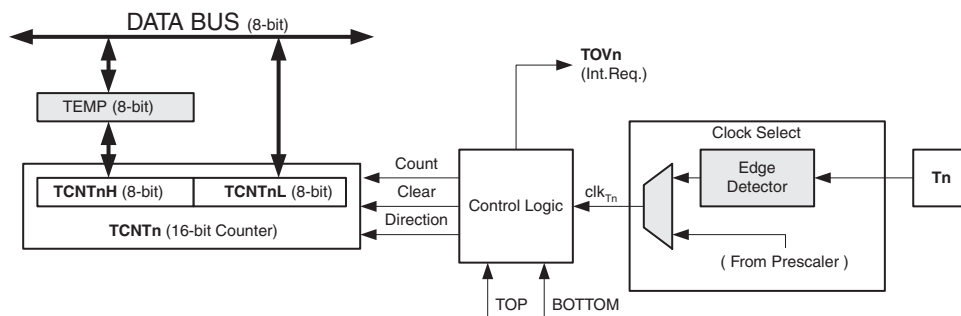 DATA BUS (8-bit)
TOVn
(Int.Req.)
TEMP (8-bit)
Clock Select
Count
Edge
Detector
Tn
TCNTnH (8-bit)
TCNTnL (8-bit)
Clear
Control Logic
clkTn
Direction
TCNTn (16-bit Counter)
( From Prescaler )
TOP
BOTTOM